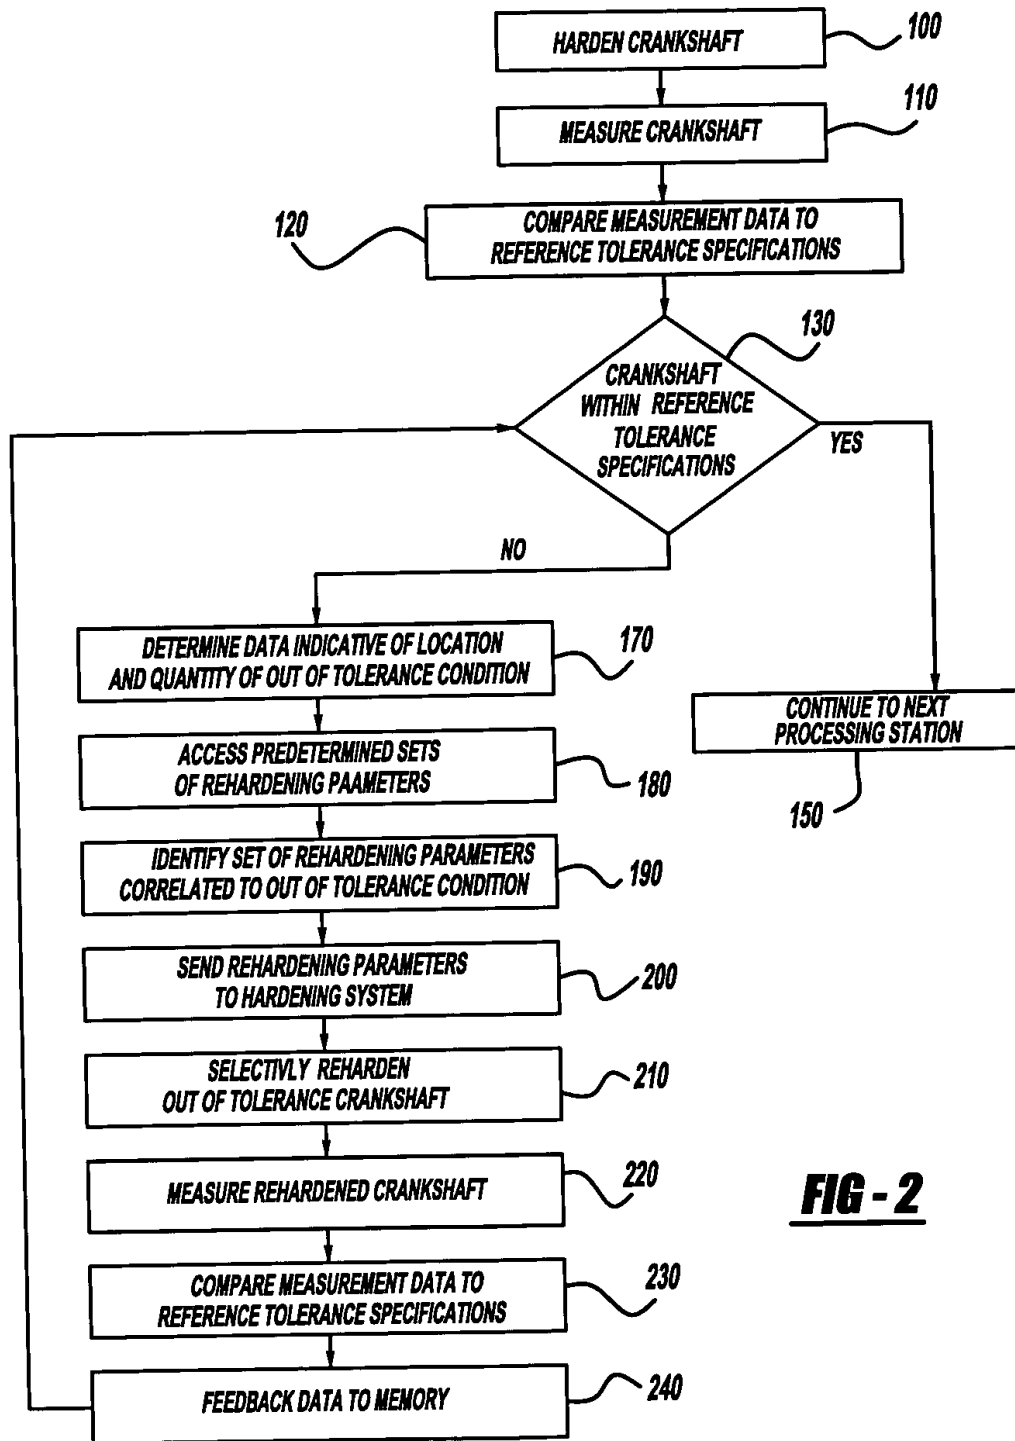 HARDEN CRANKSHAFT
100
MEASURE CRANKSHAFT
110
COMPARE MEASUREMENT DATA TO
REFERENCE TOLERANCE SPECIFICATIONS
120
CRANKSHAFT
WITHIN REFERENCE
TOLERANCE
SPECIFICATIONS
130
YES
NO
DETERMINE DATA INDICATIVE OF LOCATION
AND QUANTITY OF OUT OF TOLERANCE CONDITION
170
CONTINUE TO NEXT
PROCESSING STATION
150
ACCESS PREDETERMINED SETS
OF REHARDENING PAAMETERS
180
IDENTIFY SET OF REHARDENING PARAMETERS
CORRELATED TO OUT OF TOLERANCE CONDITION
190
SEND REHARDENING PARAMETERS
TO HARDENING SYSTEM
200
SELECTIVLY REHARDEN
OUT OF TOLERANCE CRANKSHAFT
210
MEASURE REHARDENED CRANKSHAFT
220
FIG - 2
COMPARE MEASUREMENT DATA TO
REFERENCE TOLERANCE SPECIFICATIONS
230
FEEDBACK DATA TO MEMORY
240